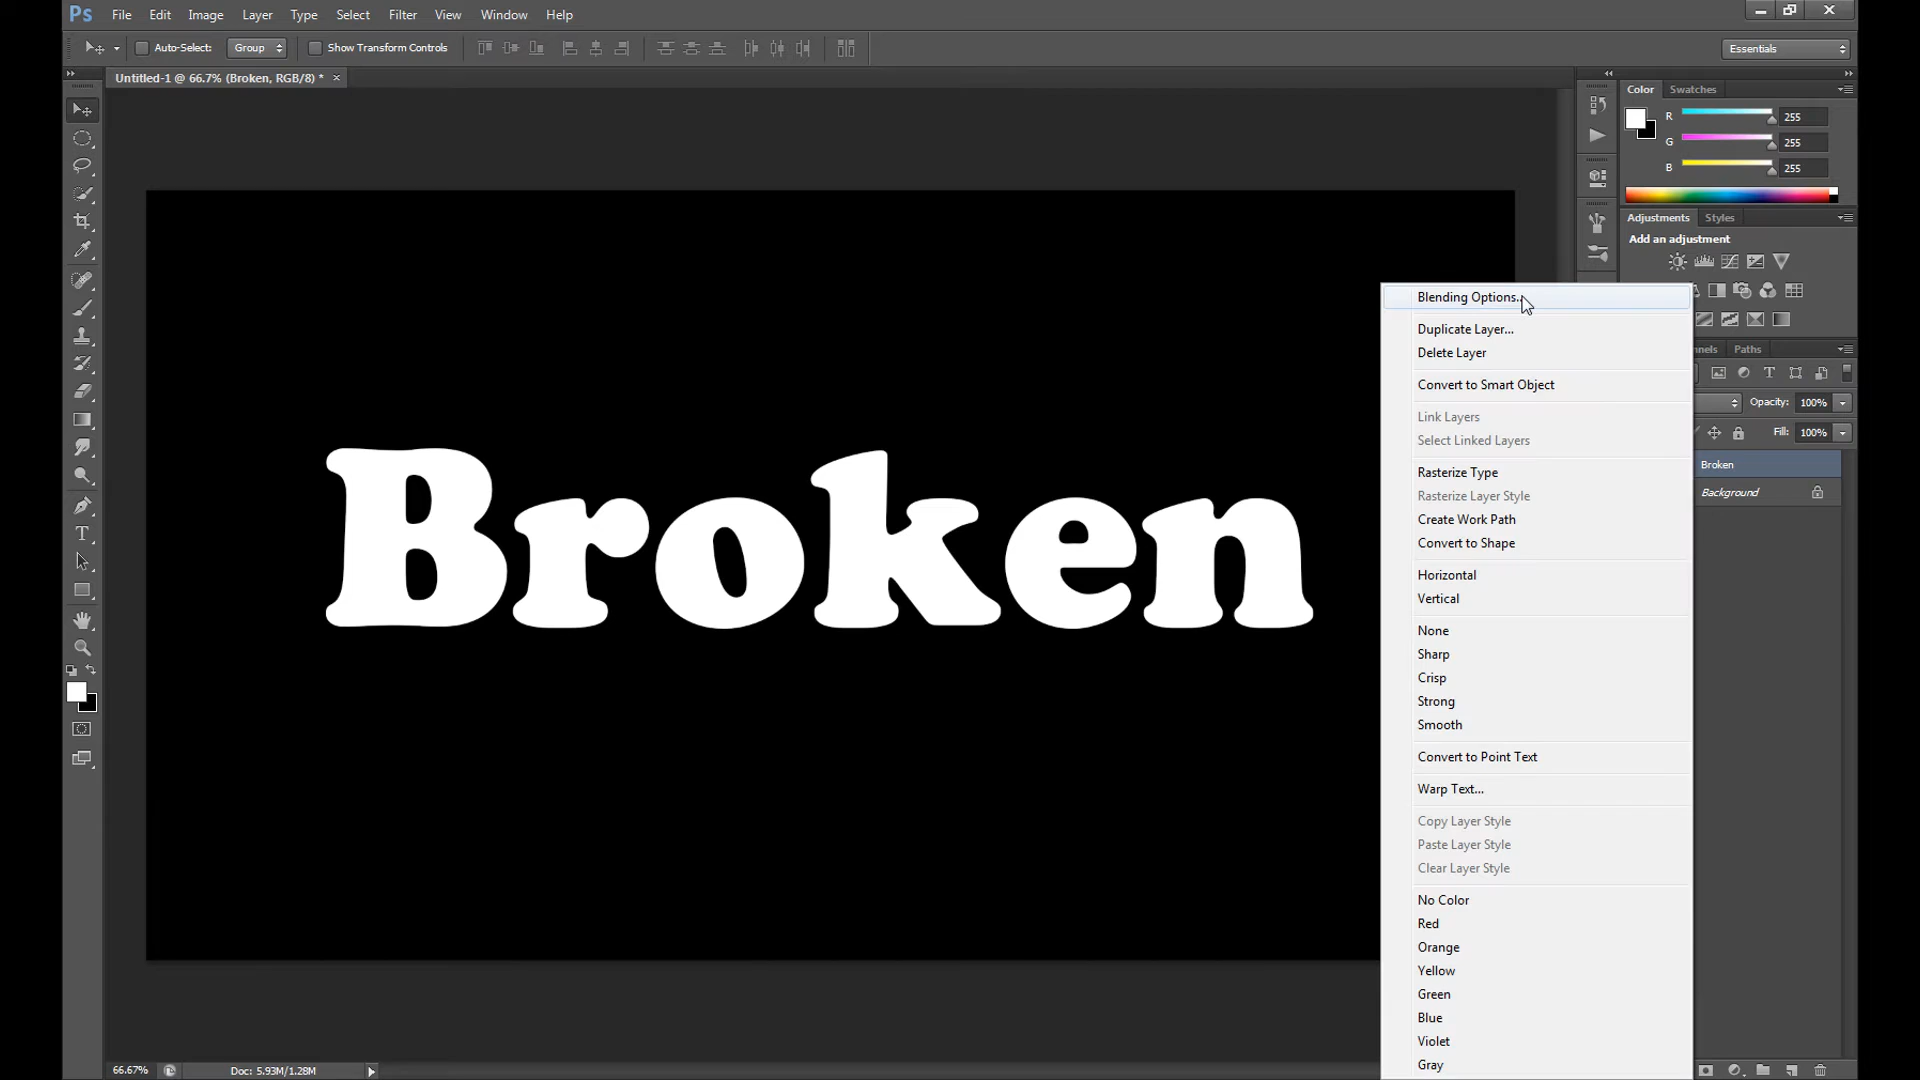 Ps File Edit Image Layer Type Select Filter View Window Help
Auto-Select: Group Show Transform Controls Essentials
Untitled-1 @ 66.7% (Broken, RGB/8) *
Color Swatches
R 255
G 255
B 255
Adjustments Styles
Add an adjustment
Blending Options...
Duplicate Layer...
Delete Layer
Convert to Smart Object
Link Layers
Select Linked Layers
Rasterize Type
Rasterize Layer Style
Create Work Path
Convert to Shape
Horizontal
Vertical
None
Sharp
Crisp
Strong
Smooth
Convert to Point Text
Warp Text...
Copy Layer Style
Paste Layer Style
Clear Layer Style
No Color
Red
Orange
Yellow
Green
Blue
Violet
Gray
nnels Paths
Opacity: 100%
Fill: 100%
Broken
Background
Broken
66.67% Doc: 5.93M/1.28M